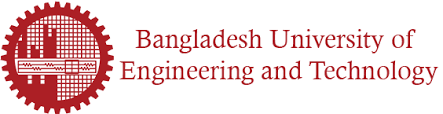 Bangladesh University of
Engineering and Technology